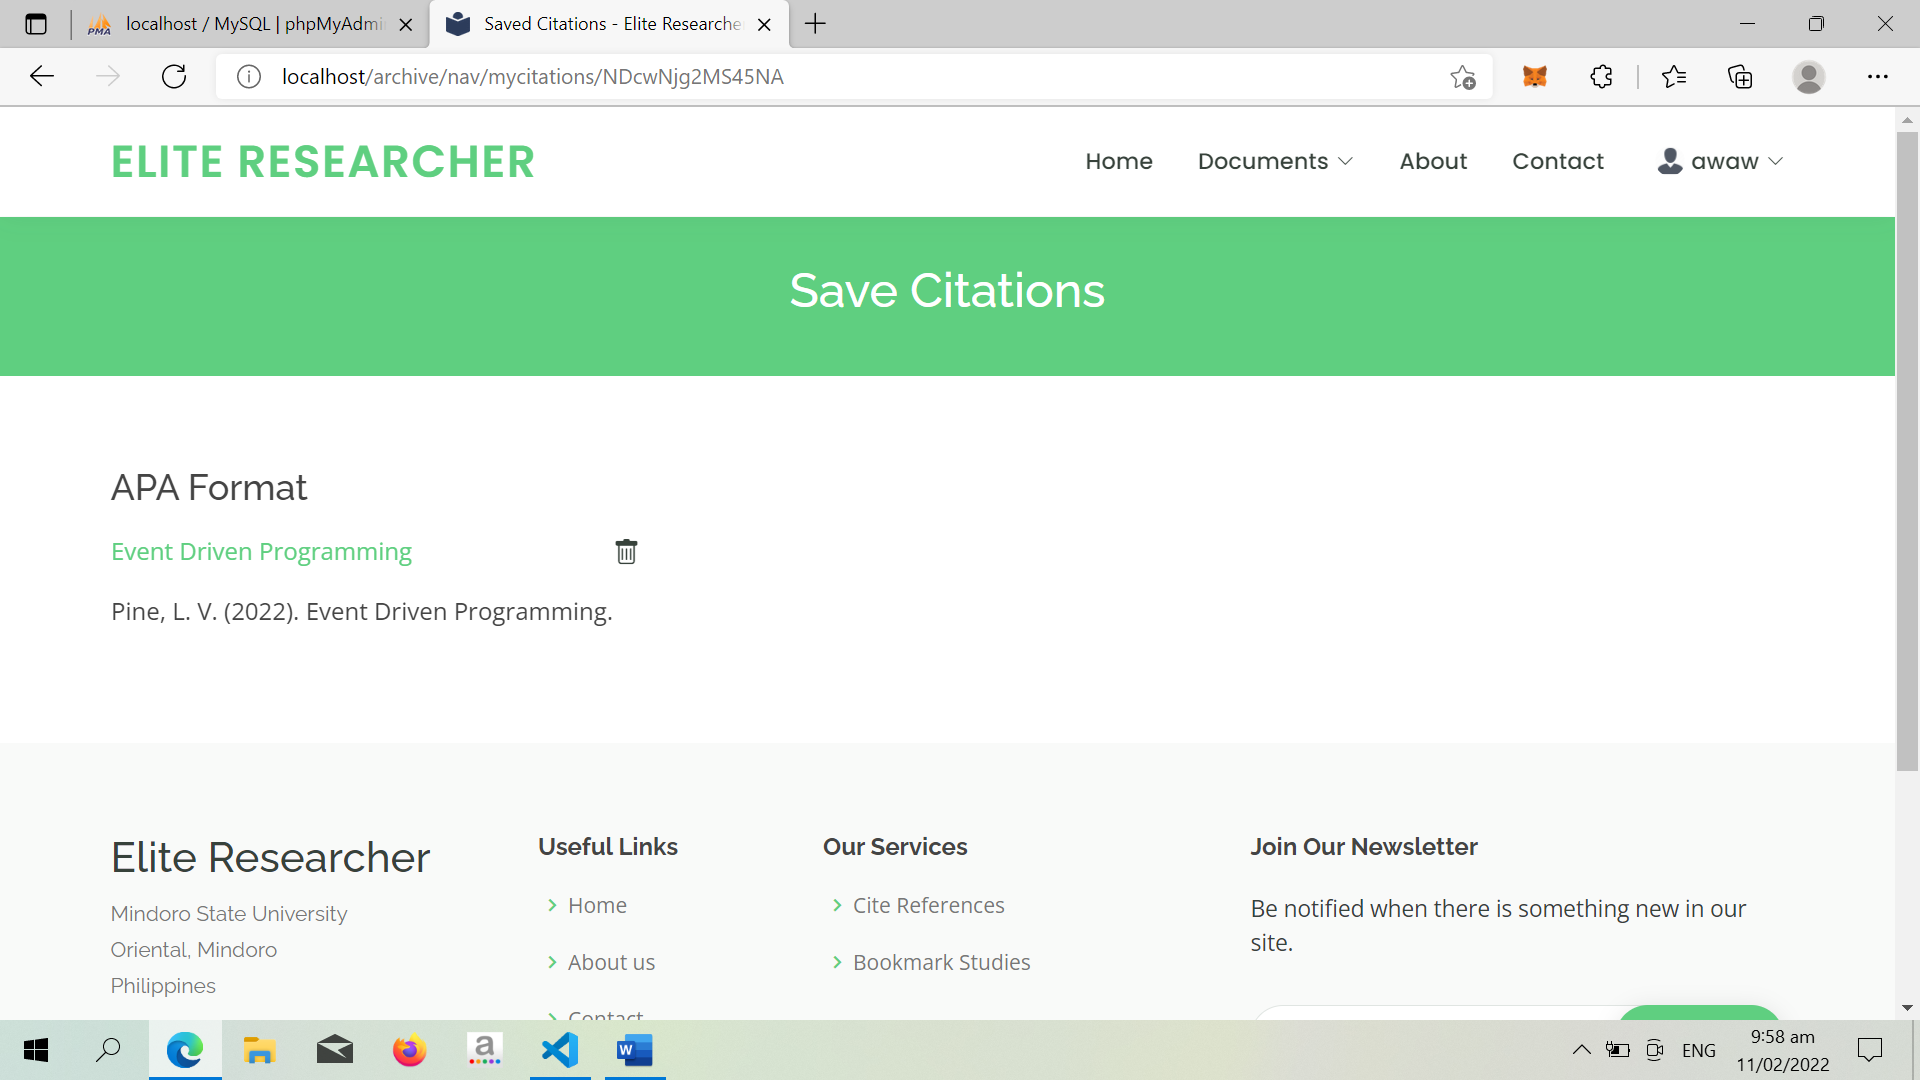 localhost / MySQL | phpMyAdmi
Saved Citations - Elite Researche
localhost/archive/nav/mycitations/NDcwNjg2MS45NA
ELITE RESEARCHER
Home
Documents
About
Contact
awaw
Save Citations
APA Format
Event Driven Programming
Pine, L. V. (2022). Event Driven Programming.
Elite Researcher
Mindoro State University
Oriental, Mindoro
Philippines
Useful Links
Home
About us
Contact
Our Services
Cite References
Bookmark Studies
Join Our Newsletter
Be notified when there is something new in our
site.
ENG
9:58 am
11/02/2022